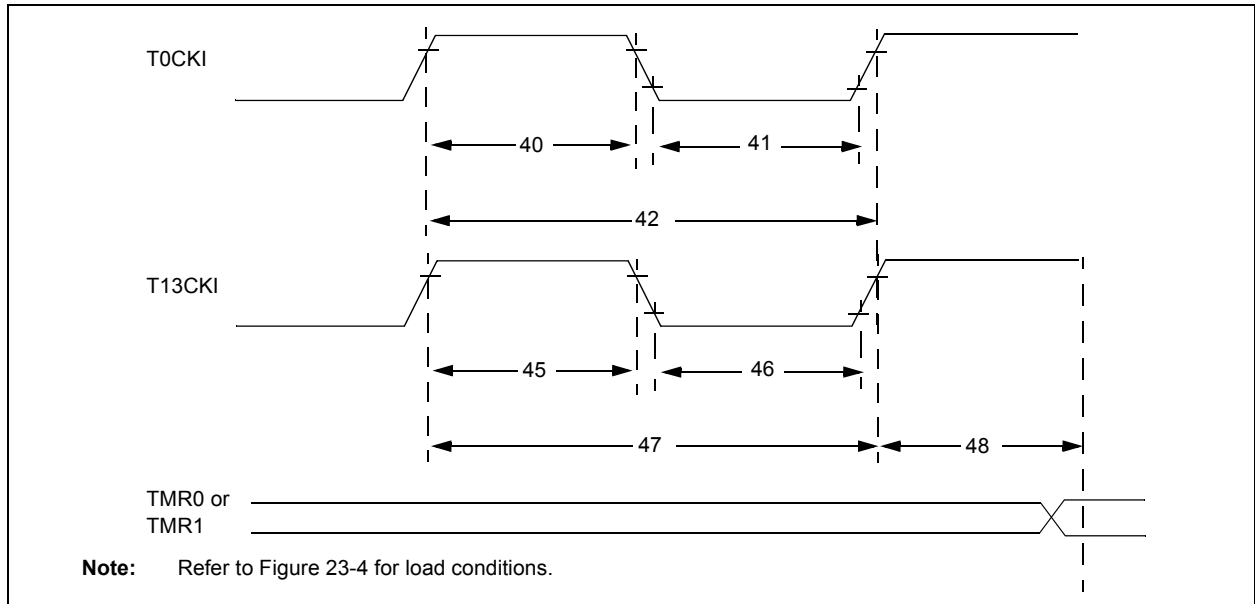 T0CKI
40
41
42
T13CKI
45
46
47
48
TMR0 or
TMR1
Note: Refer to Figure 23-4 for load conditions.